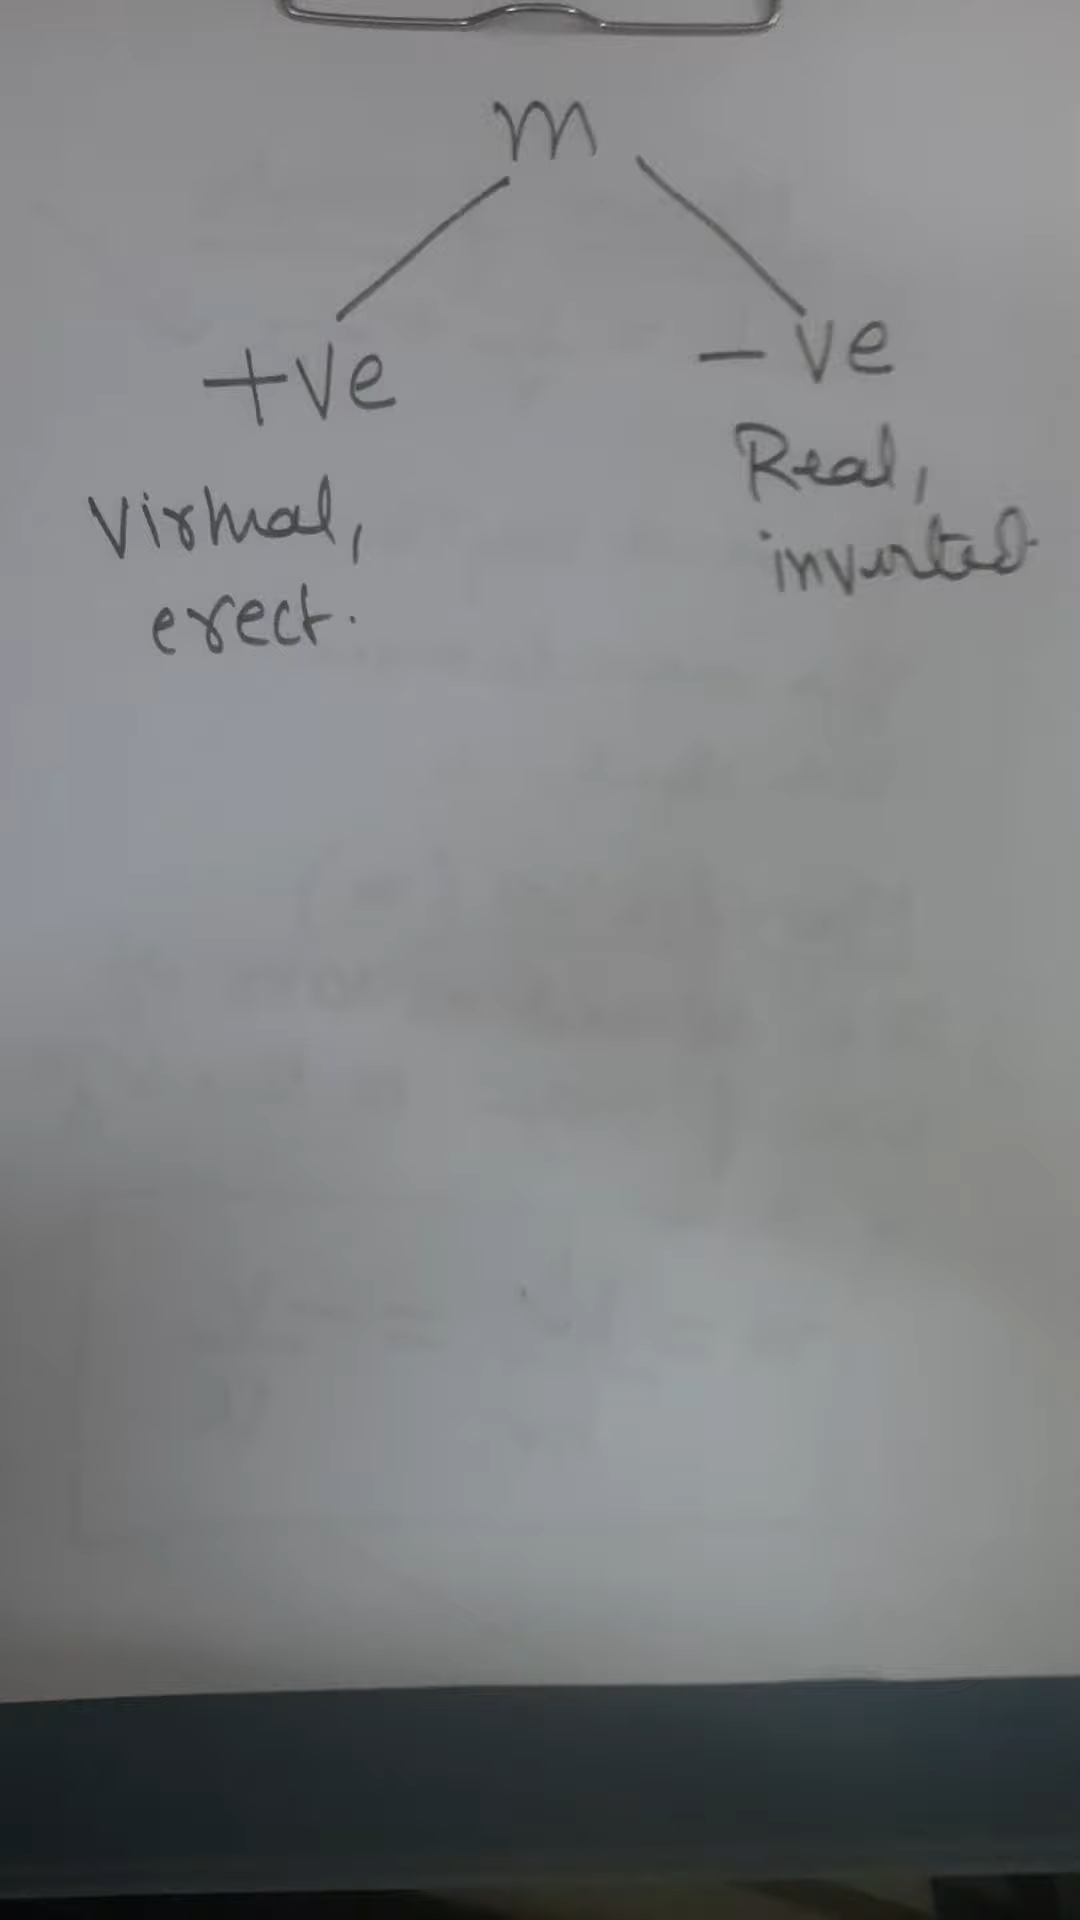 m
+ve
-ve
Virtual,
erect.
Real,
inverted